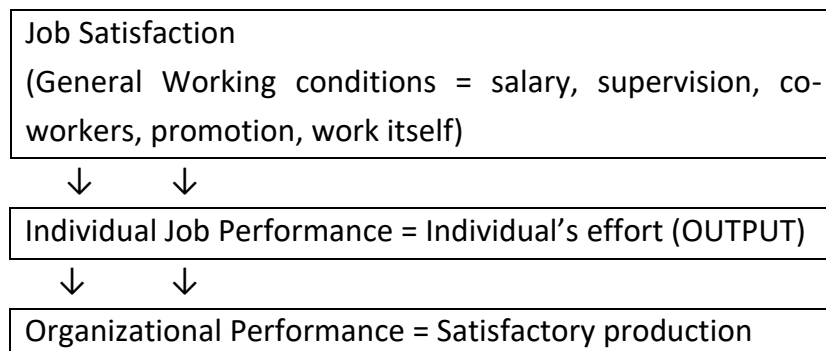 Job Satisfaction
(General Working conditions = salary, supervision, co-
workers, promotion, work itself)
↓ ↓
Individual Job Performance = Individual’s effort (OUTPUT)
↓ ↓
Organizational Performance = Satisfactory production